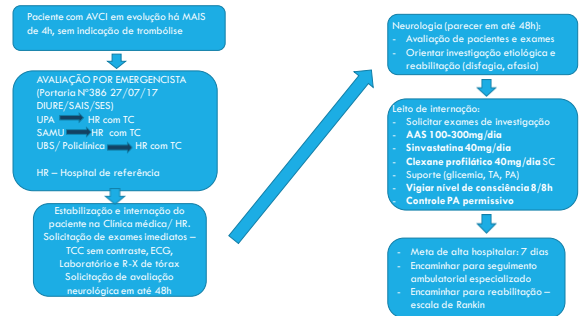 Paciente com AVCI em evolução há MAIS
de 4h, sem indicação de trombólise
AVALIAÇÃO POR EMERGENCISTA
(Portaria Nº386 27/07/17
DIURE/SAIS/SES)
UPA HR com TC
SAMU HR com TC
UBS/ Policlínica HR com TC
HR – Hospital de referência
Estabilização e Internação do
paciente na Clínica médica/ HR.
Solicitação de exames imediatos –
TCC sem contraste, ECG,
Laboratório e R-X de tórax
Solicitação de avaliação
neurológica em até 48h
Neurologia (parecer em até 48h):
- Avaliação de pacientes e exames
- Orientar investigação etiológica e
reabilitação (disfagia, afasia)
Leito de internação:
- Solicitar exames de investigação
- AAS 100-300mg/dia
- Sinvastatina 40mg/dia
- Clexane profilático 40mg/dia SC
- Suporte (glicemia, TA, PA)
- Vigiar nível de consciência 8/8h
- Controle PA permissivo
- Meta de alta hospitalar: 7 dias
- Encaminhar para seguimento
ambulatorial especializado
- Encaminhar para reabilitação –
escala de Rankin